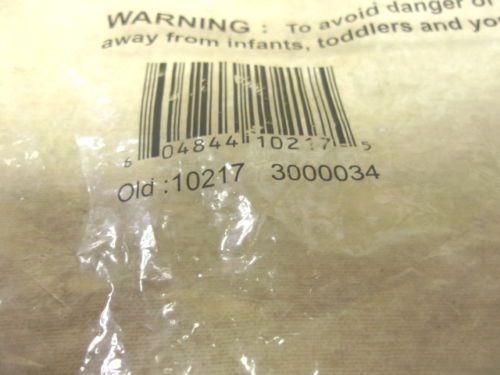 WARNING : To avoid danger of
away from infants, toddlers and yo
6 04844 10217 5
Old :10217 3000034